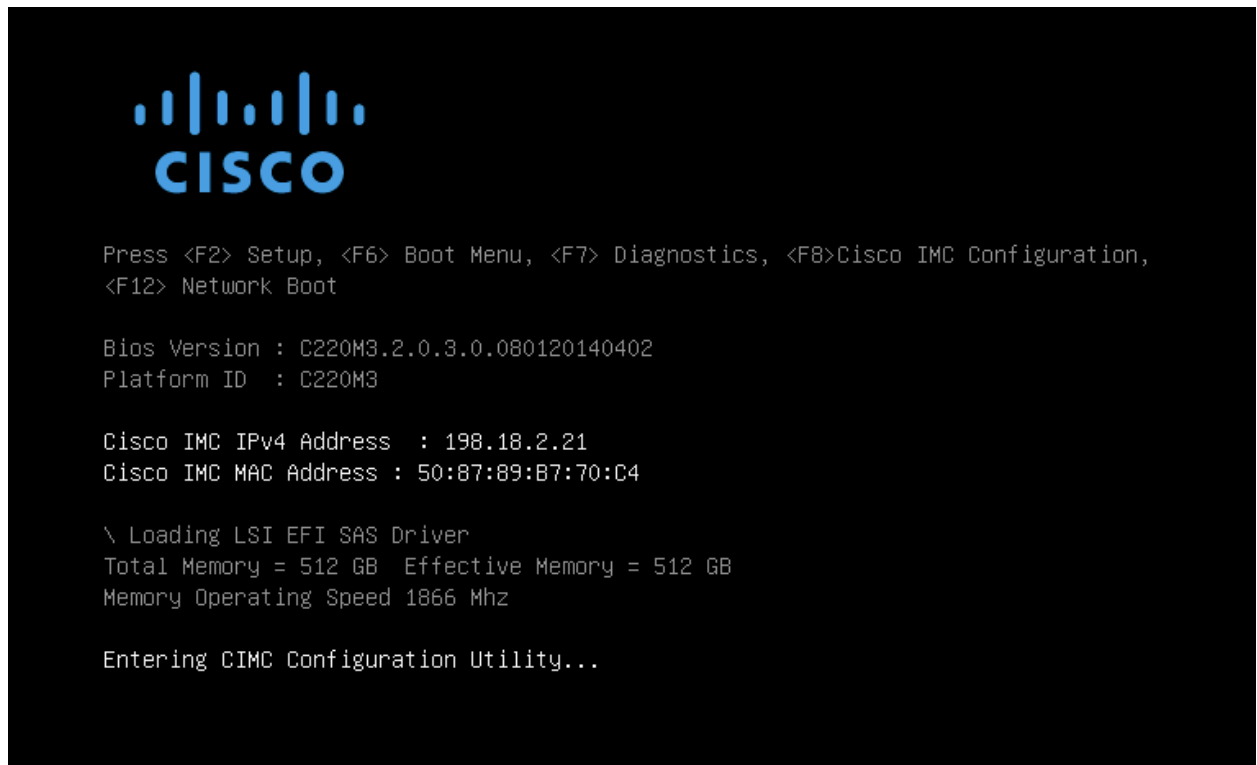 CISCO
Press <F2> Setup, <F6> Boot Menu, <F7> Diagnostics, <F8>Cisco IMC Configuration,
<F12> Network Boot
Bios Version : C220M3.2.0.3.0.080120140402
Platform ID  : C220M3
Cisco IMC IPv4 Address  : 198.18.2.21
Cisco IMC MAC Address : 50:87:89:B7:70:C4
\ Loading LSI EFI SAS Driver
Total Memory = 512 GB  Effective Memory = 512 GB
Memory Operating Speed 1866 Mhz
Entering CIMC Configuration Utility...